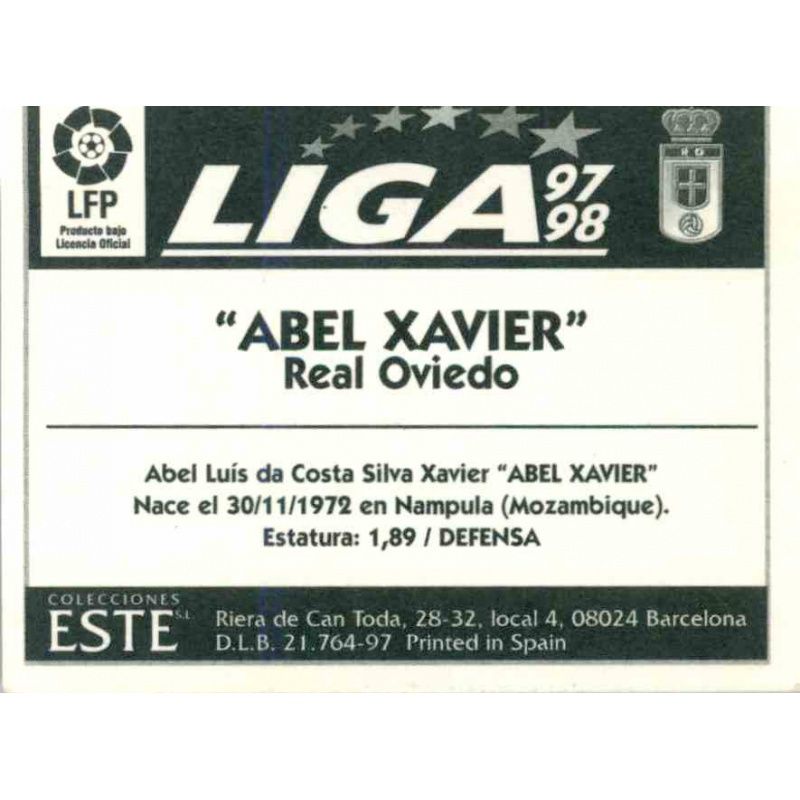 LFP
Producto bajo
Licencia Oficial
LIGA 97 98
R O
"ABEL XAVIER"
Real Oviedo
Abel Luís da Costa Silva Xavier "ABEL XAVIER"
Nace el 30/11/1972 en Nampula (Mozambique).
Estatura: 1,89 / DEFENSA
COLECCIONES
ESTE S.L.
Riera de Can Toda, 28-32, local 4, 08024 Barcelona
D.L.B. 21.764-97 Printed in Spain